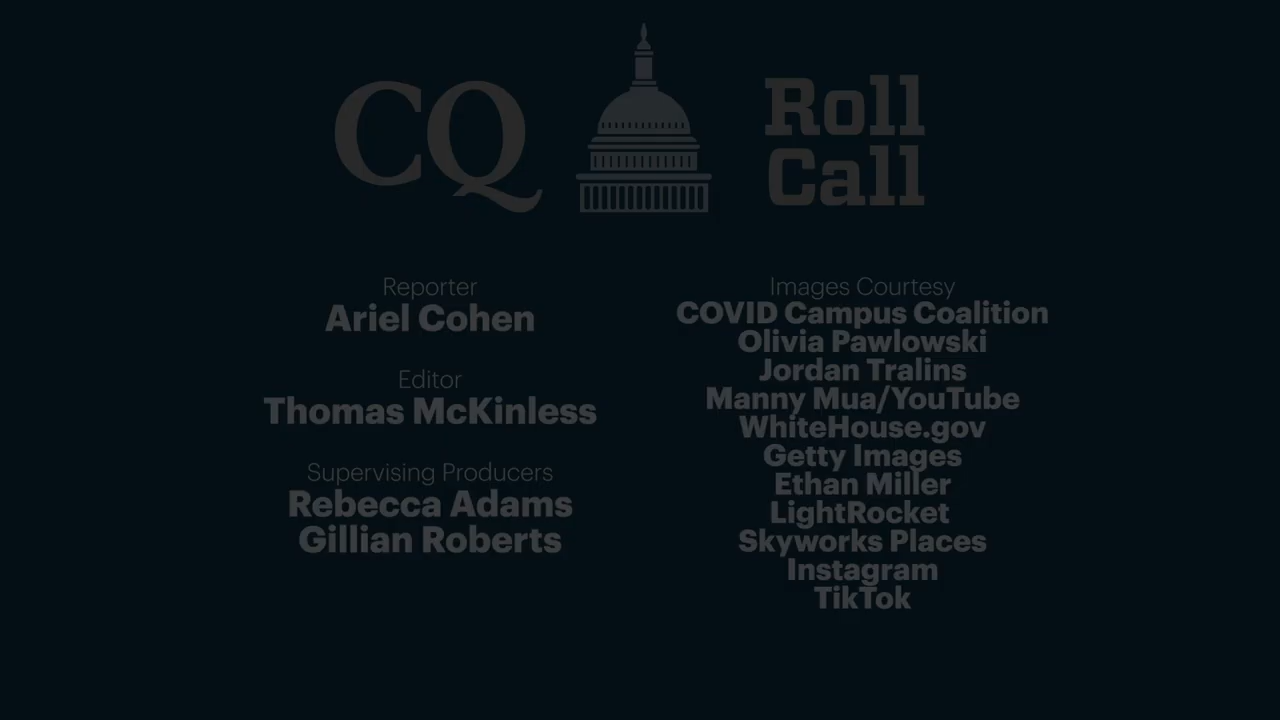 CQ
Roll
Call
Reporter
Ariel Cohen
Editor
Thomas McKinless
Supervising Producers
Rebecca Adams
Gillian Roberts
Images Courtesy
COVID Campus Coalition
Olivia Pawlowski
Jordan Tralins
Manny Mua/YouTube
WhiteHouse.gov
Getty Images
Ethan Miller
LightRocket
Skyworks Places
Instagram
TikTok